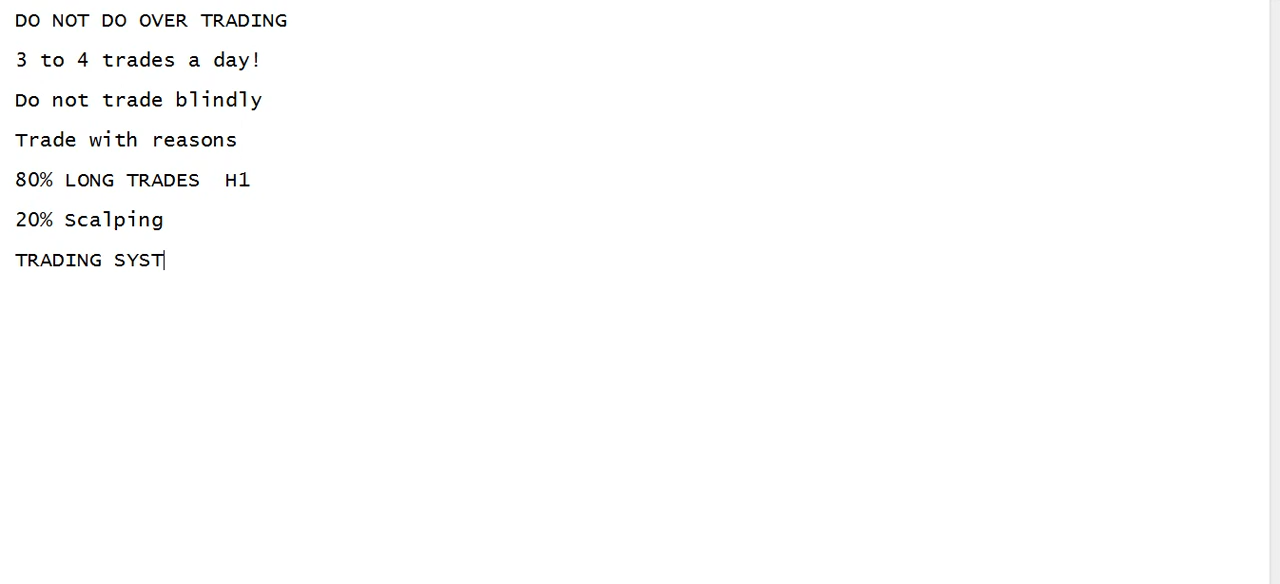 DO NOT DO OVER TRADING
3 to 4 trades a day!
Do not trade blindly
Trade with reasons
80% LONG TRADES  H1
20% Scalping
TRADING SYST